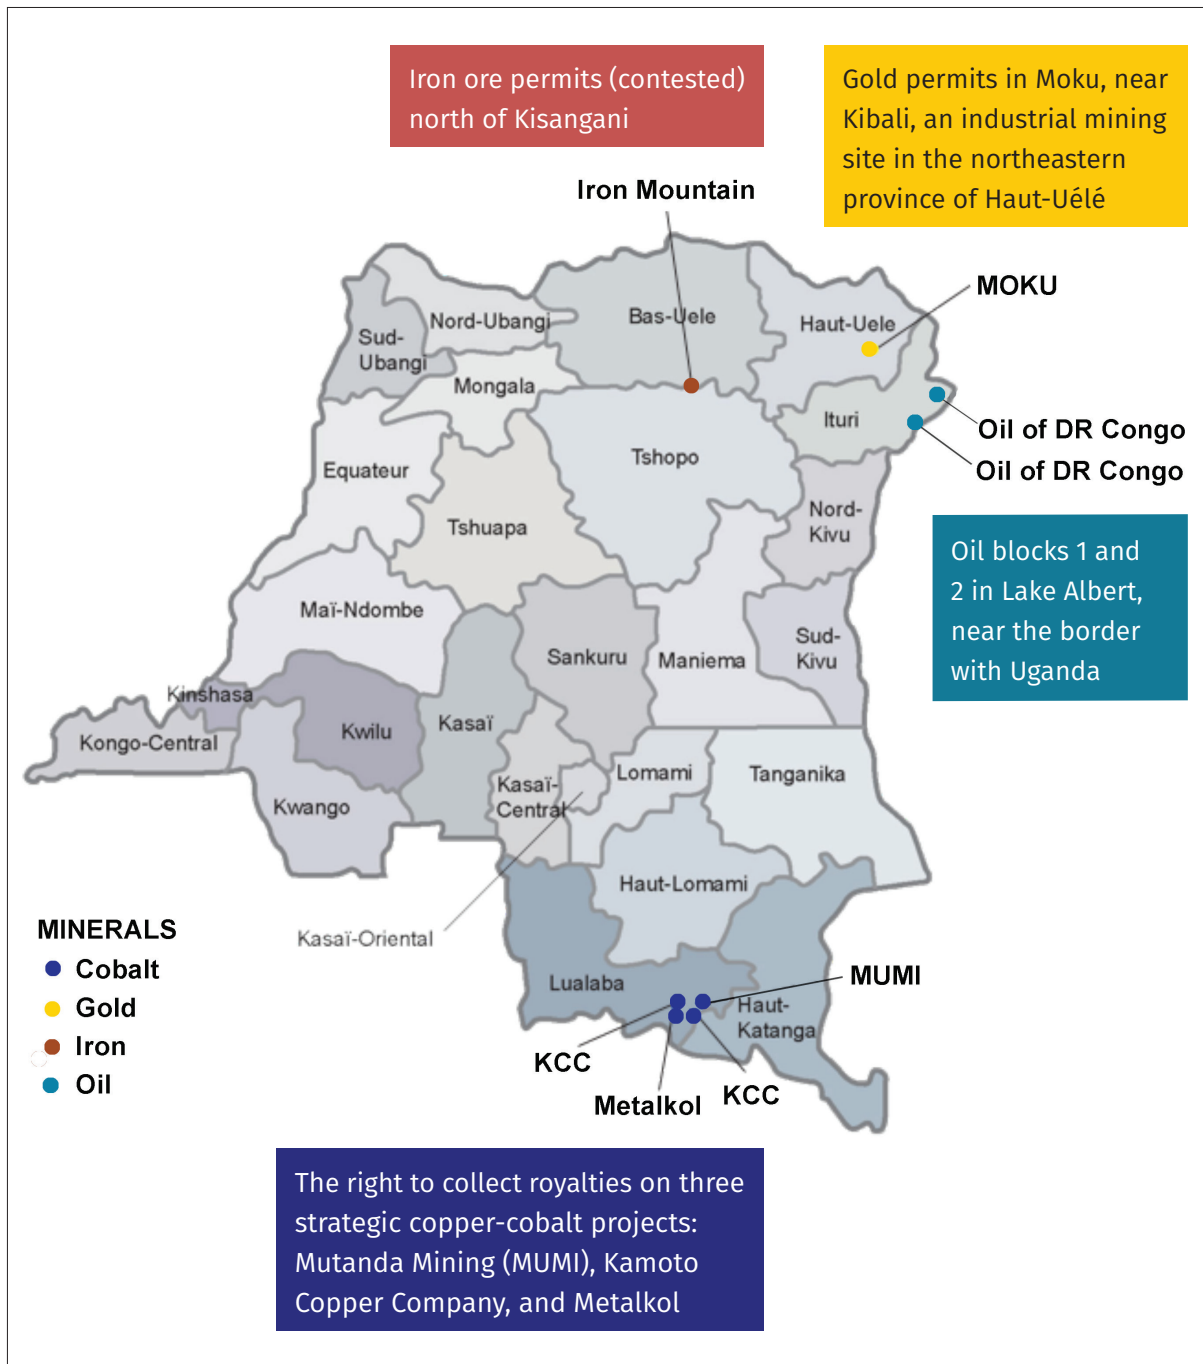 Iron ore permits (contested)
north of Kisangani
Gold permits in Moku, near
Kibali, an industrial mining
site in the northeastern
province of Haut-Uélé
Iron Mountain
MOKU
Bas-Uele
Haut-Uele
Nord-Ubangi
Sud-
Ubangi
Mongala
Ituri
Oil of DR Congo
Oil of DR Congo
Equateur
Tshopo
Tshuapa
Nord-
Kivu
Oil blocks 1 and
2 in Lake Albert,
near the border
with Uganda
Maï-Ndombe
Sankuru
Maniema
Sud-
Kivu
Kinshasa
Kongo-Central
Kwilu
Kasaï
Kwango
Kasaï-
Central
Lomami
Tanganika
Haut-Lomami
Kasaï-Oriental
Lualaba
Haut-
Katanga
MUMI
KCC
Metalkol
KCC
MINERALS
Cobalt
Gold
Iron
Oil
The right to collect royalties on three
strategic copper-cobalt projects:
Mutanda Mining (MUMI), Kamoto
Copper Company, and Metalkol